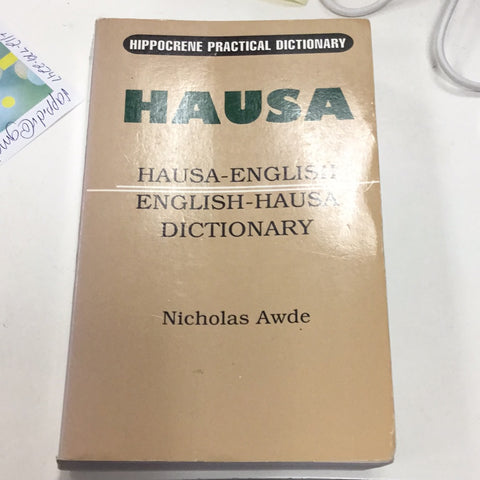 HIPPOCRENE PRACTICAL DICTIONARY
HAUSA
HAUSA-ENGLISH
ENGLISH-HAUSA
DICTIONARY
Nicholas Awde